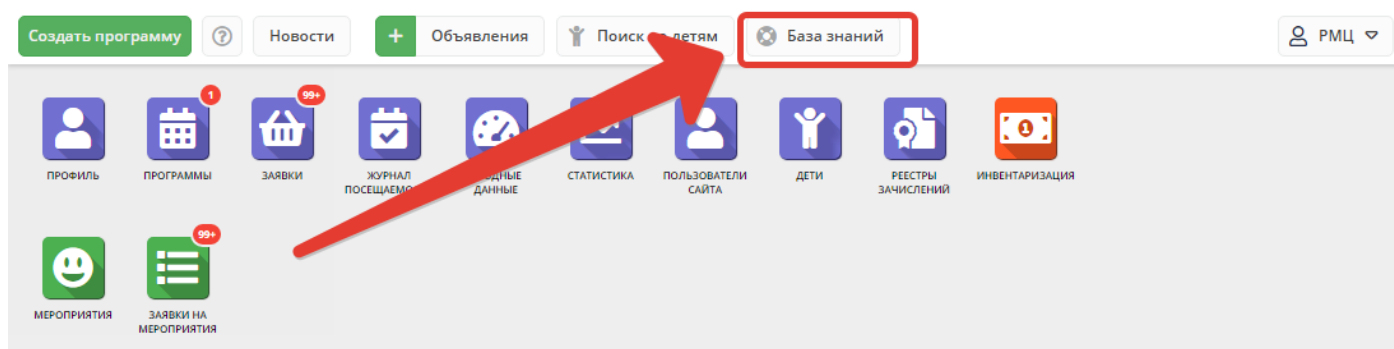 Создать программу
Новости
+ Объявления
Поиск детям
База знаний
РМЦ
1
99+
1
ПРОФИЛЬ
ПРОГРАММЫ
ЗАЯВКИ
ЖУРНАЛ
ДНЫЕ
ДАННЫЕ
СТАТИСТИКА
ПОЛЬЗОВАТЕЛИ
САЙТА
ДЕТИ
РЕЕСТРЫ
ЗАЧИСЛЕНИЙ
ИНВЕНТАРИЗАЦИЯ
99+
МЕРОПРИЯТИЯ
ЗАЯВКИ НА
МЕРОПРИЯТИЯ